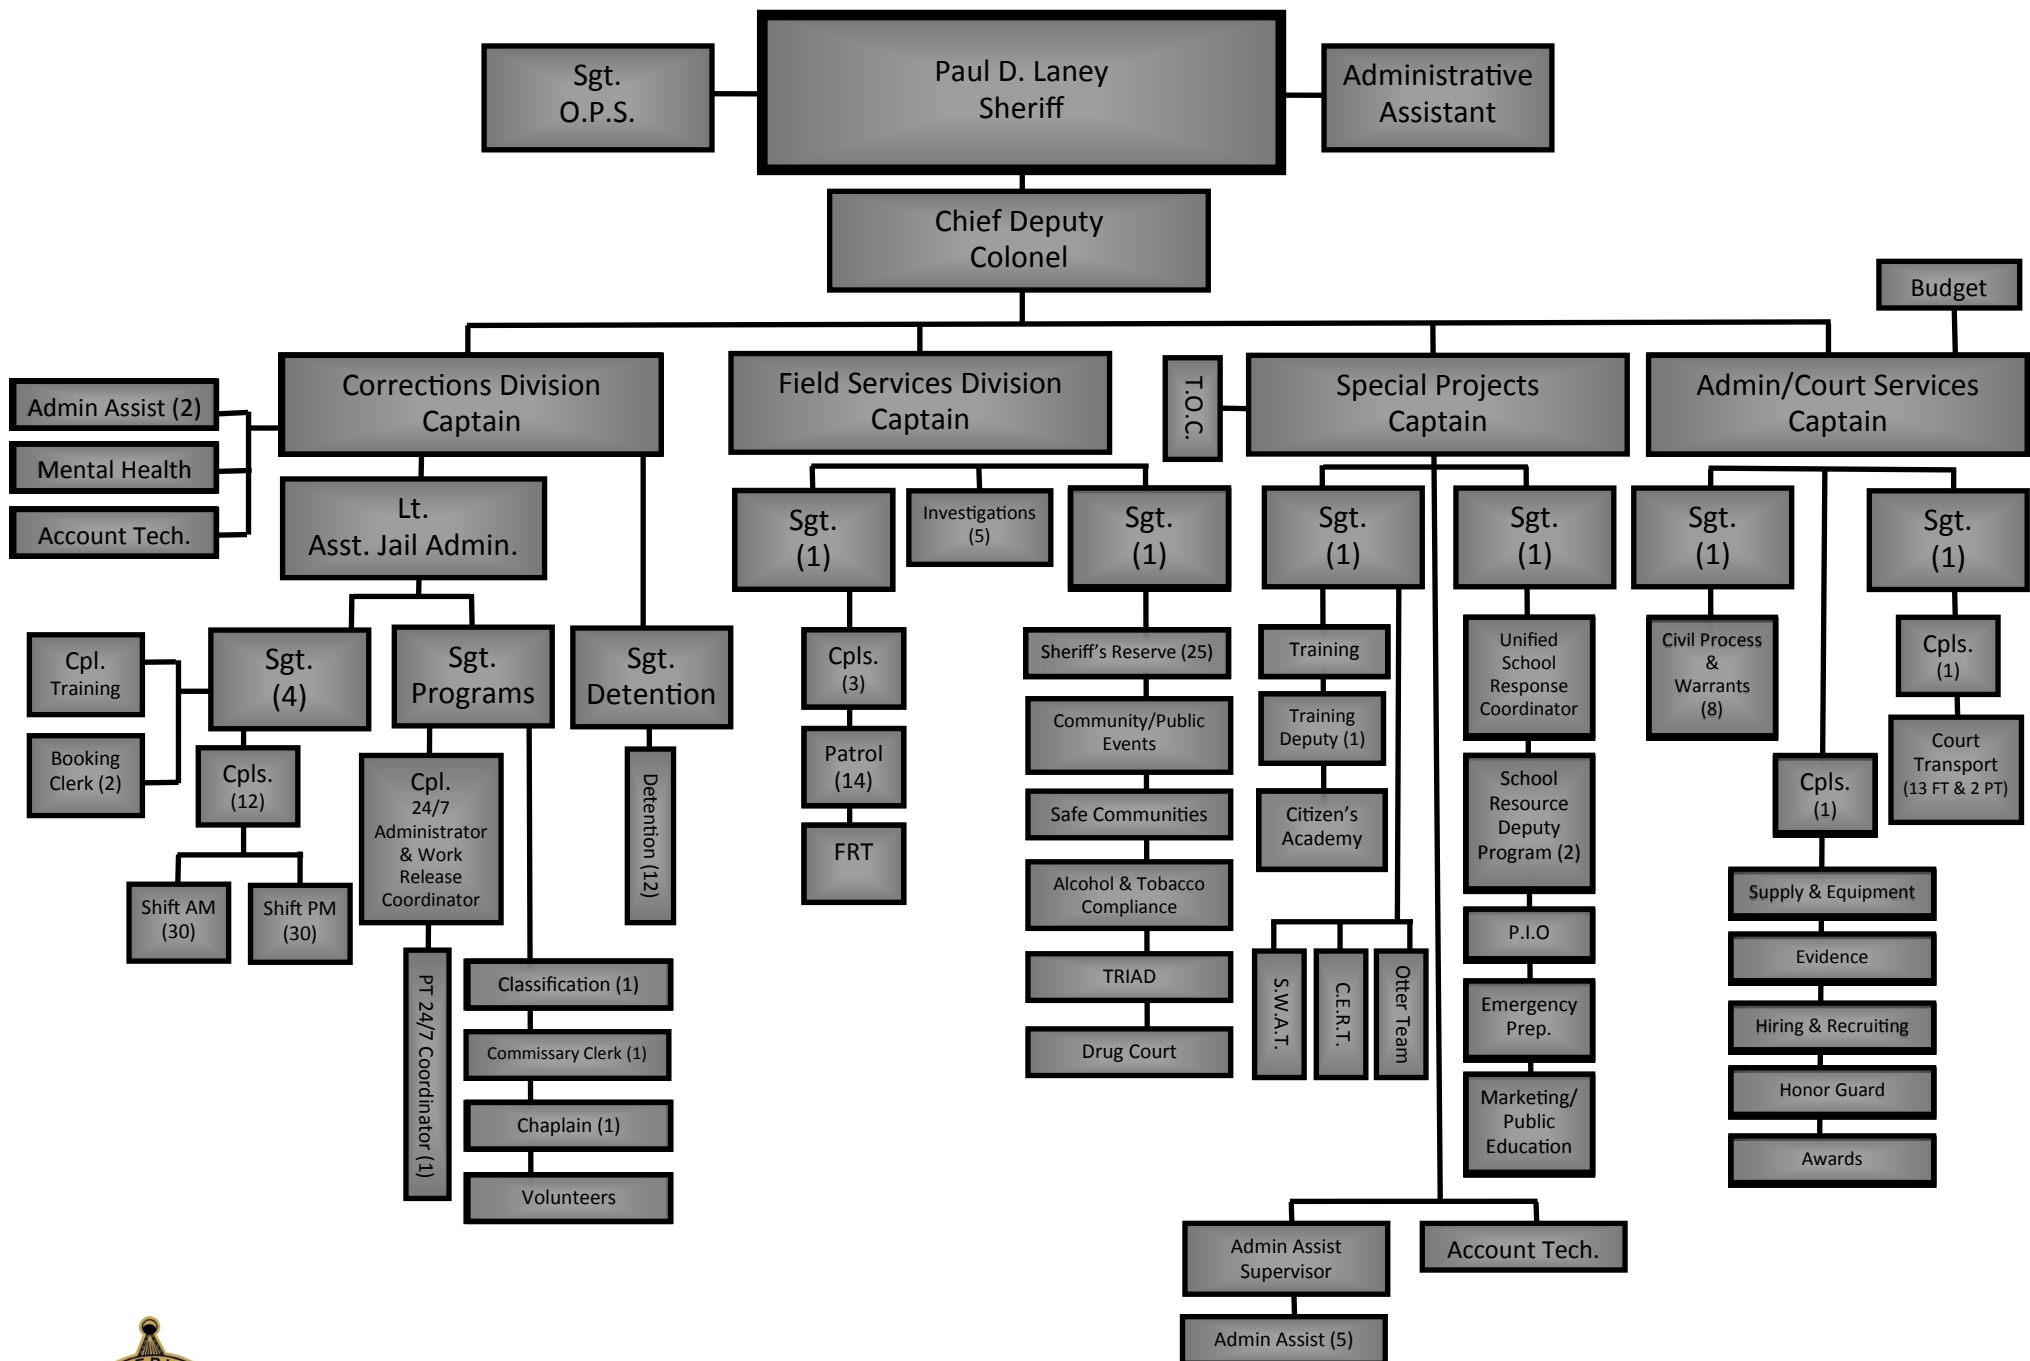 Sgt.
O.P.S.
Paul D. Laney
Sheriff
Administrative
Assistant
Chief Deputy
Colonel
Budget
Corrections Division
Captain
Field Services Division
Captain
T.O.C.
Special Projects
Captain
Admin/Court Services
Captain
Admin Assist (2)
Mental Health
Account Tech.
Lt.
Asst. Jail Admin.
Cpl.
Training
Booking
Clerk (2)
Sgt.
(4)
Cpls.
(12)
Shift AM
(30)
Shift PM
(30)
Sgt.
Programs
Cpl.
24/7
Administrator
& Work
Release
Coordinator
PT 24/7 Coordinator (1)
Classification (1)
Commissary Clerk (1)
Chaplain (1)
Volunteers
Sgt.
Detention
Detention (12)
Sgt.
(1)
Cpls.
(3)
Patrol
(14)
FRT
Investigations
(5)
Sgt.
(1)
Sheriff’s Reserve (25)
Community/Public
Events
Safe Communities
Alcohol & Tobacco
Compliance
TRIAD
Drug Court
Sgt.
(1)
Training
Training
Deputy (1)
Citizen’s
Academy
S.W.A.T.
C.E.R.T.
Otter Team
Sgt.
(1)
Unified
School
Response
Coordinator
School
Resource
Deputy
Program (2)
P.I.O
Emergency
Prep.
Marketing/
Public
Education
Admin Assist
Supervisor
Admin Assist (5)
Account Tech.
Sgt.
(1)
Civil Process
&
Warrants
(8)
Cpls.
(1)
Supply & Equipment
Evidence
Hiring & Recruiting
Honor Guard
Awards
Sgt.
(1)
Cpls.
(1)
Court
Transport
(13 FT & 2 PT)